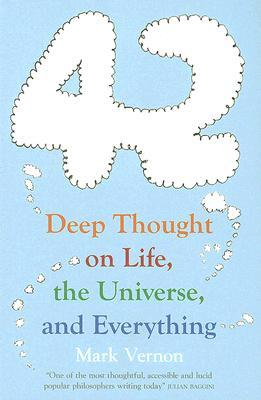 42
Deep Thought
on Life,
the Universe,
and Everything
Mark Vernon
"One of the most thoughtful, accessible and lucid
popular philosophers writing today" JULIAN BAGGINI